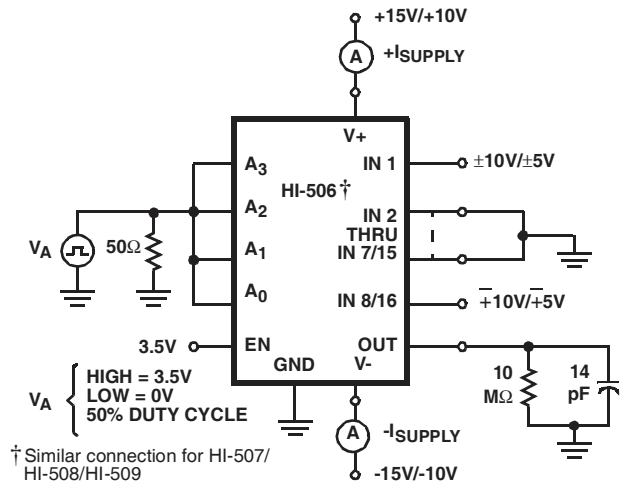 +15V/+10V
A
+ISUPPLY
V+
A3
IN 1
±10V/±5V
HI-506†
A2
IN 2
THRU
VA
50Ω
A1
IN 7/15
A0
IN 8/16
∓10V/∓5V
3.5V
EN
OUT
GND
V-
10
MΩ
14
pF
VA
HIGH = 3.5V
LOW = 0V
50% DUTY CYCLE
A
-ISUPPLY
-15V/-10V
†Similar connection for HI-507/
HI-508/HI-509